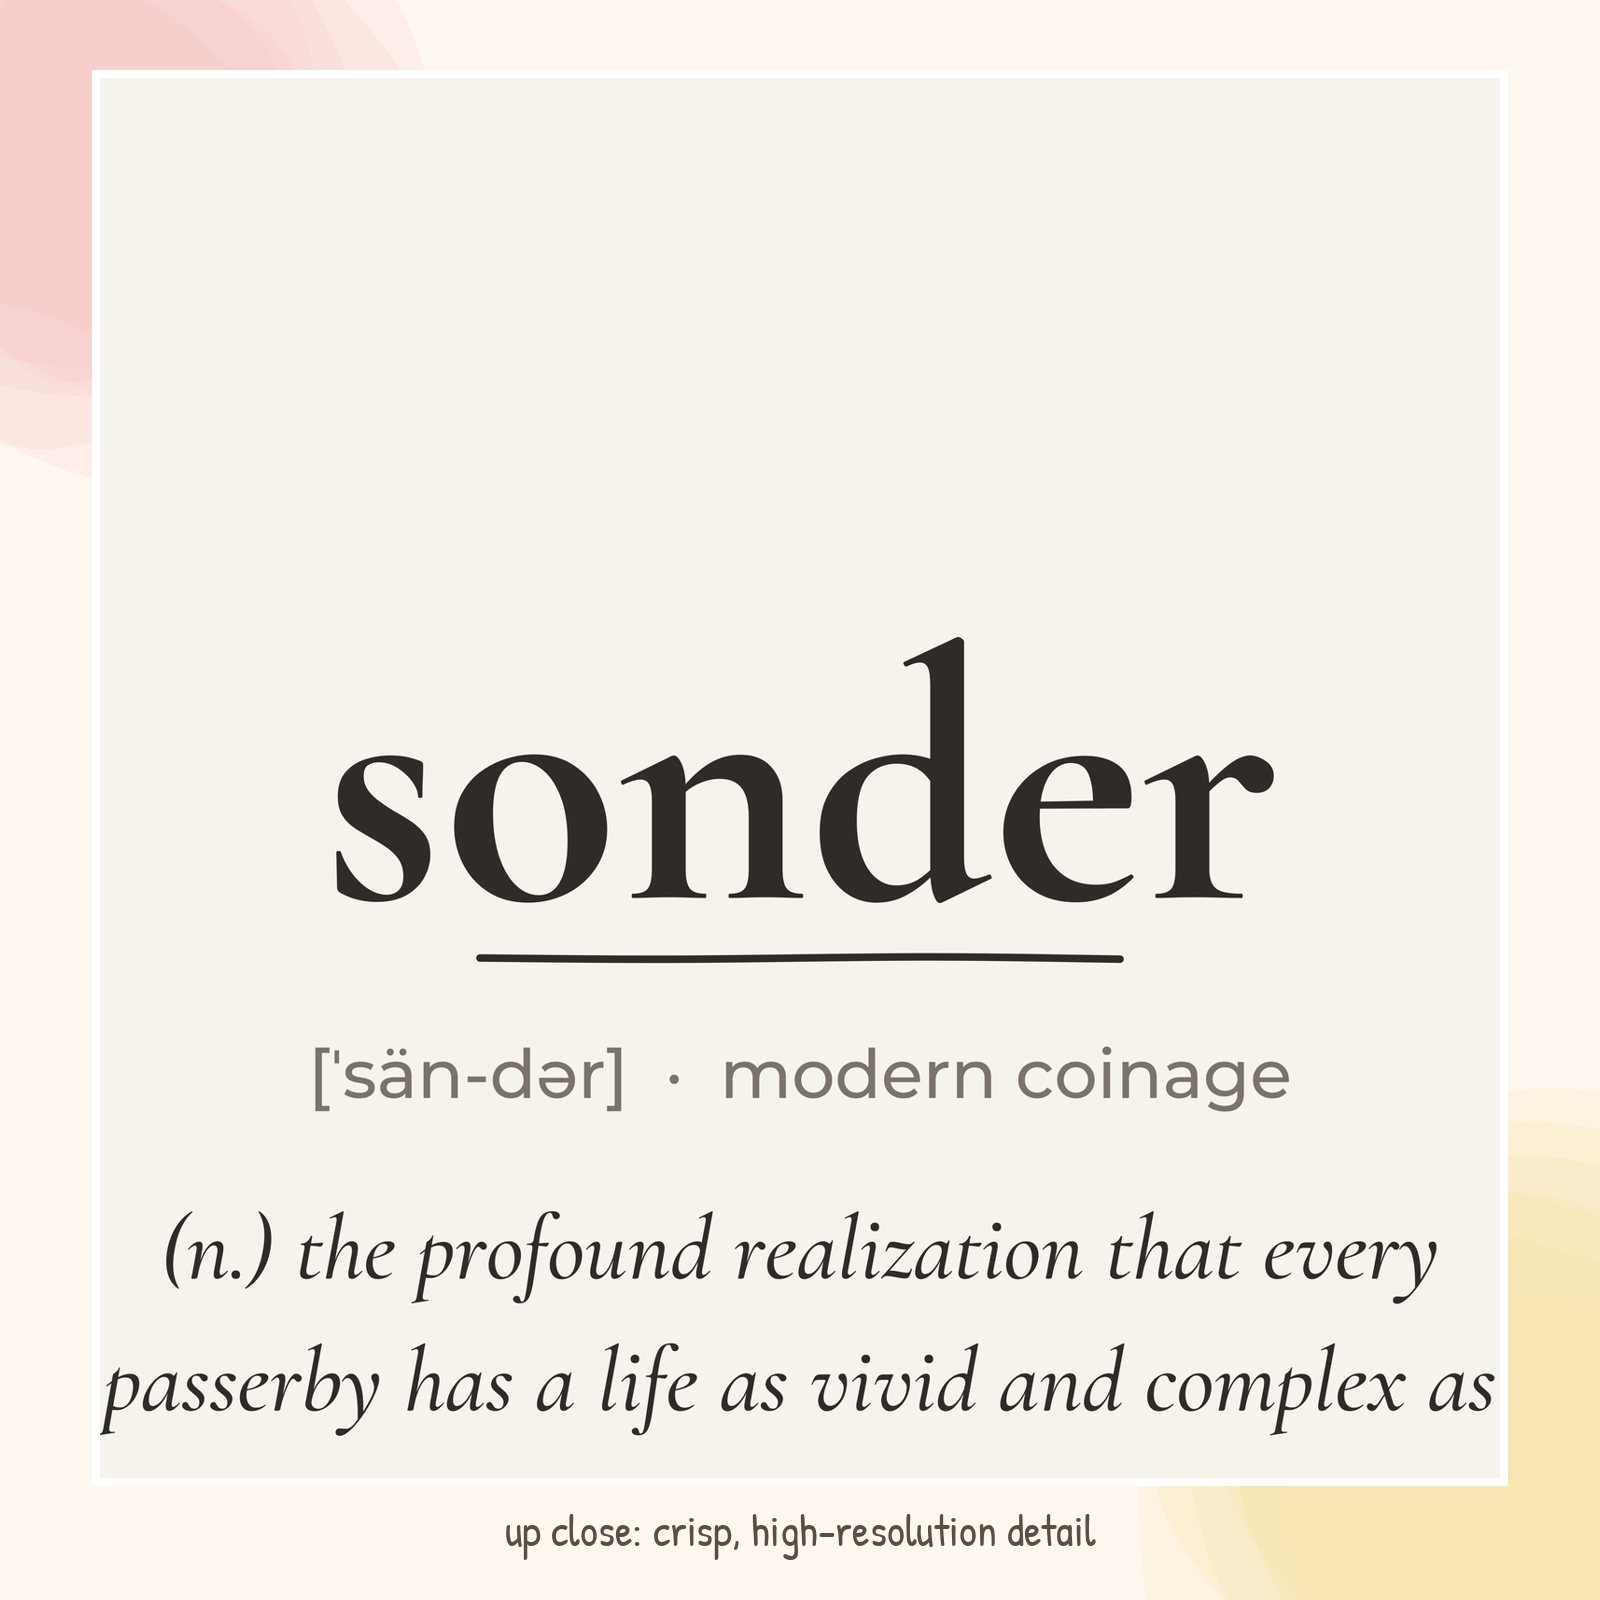 sonder
[ˈsän-dər] · modern coinage
(n.) the profound realization that every
passerby has a life as vivid and complex as
up close: crisp, high-resolution detail